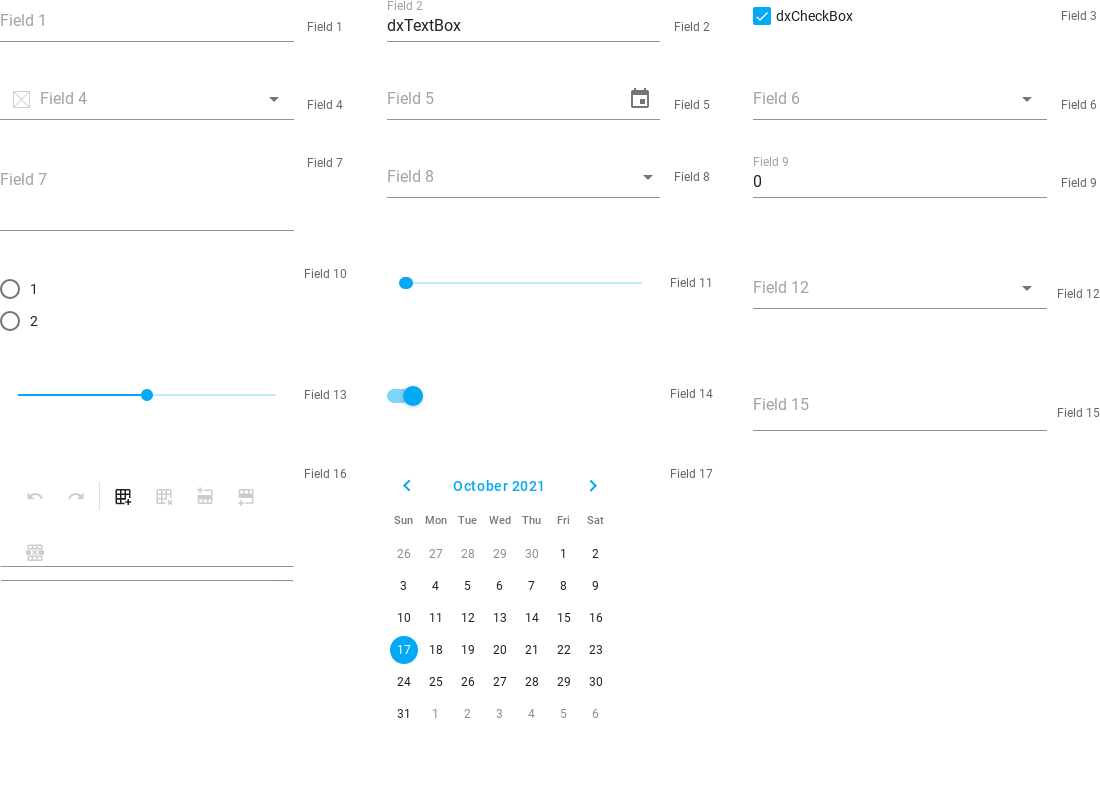 Field 1
Field 1
Field 2
dxTextBox
Field 2
dxCheckBox
Field 3
Field 4
Field 4
Field 5
Field 5
Field 6
Field 6
Field 7
Field 7
Field 8
Field 8
Field 9
0
Field 9
1
2
Field 10
Field 11
Field 12
Field 12
Field 13
Field 14
Field 15
Field 15
Field 16
October 2021
Sun Mon Tue Wed Thu Fri Sat
26 27 28 29 30 1 2
3 4 5 6 7 8 9
10 11 12 13 14 15 16
17 18 19 20 21 22 23
24 25 26 27 28 29 30
31 1 2 3 4 5 6
Field 17